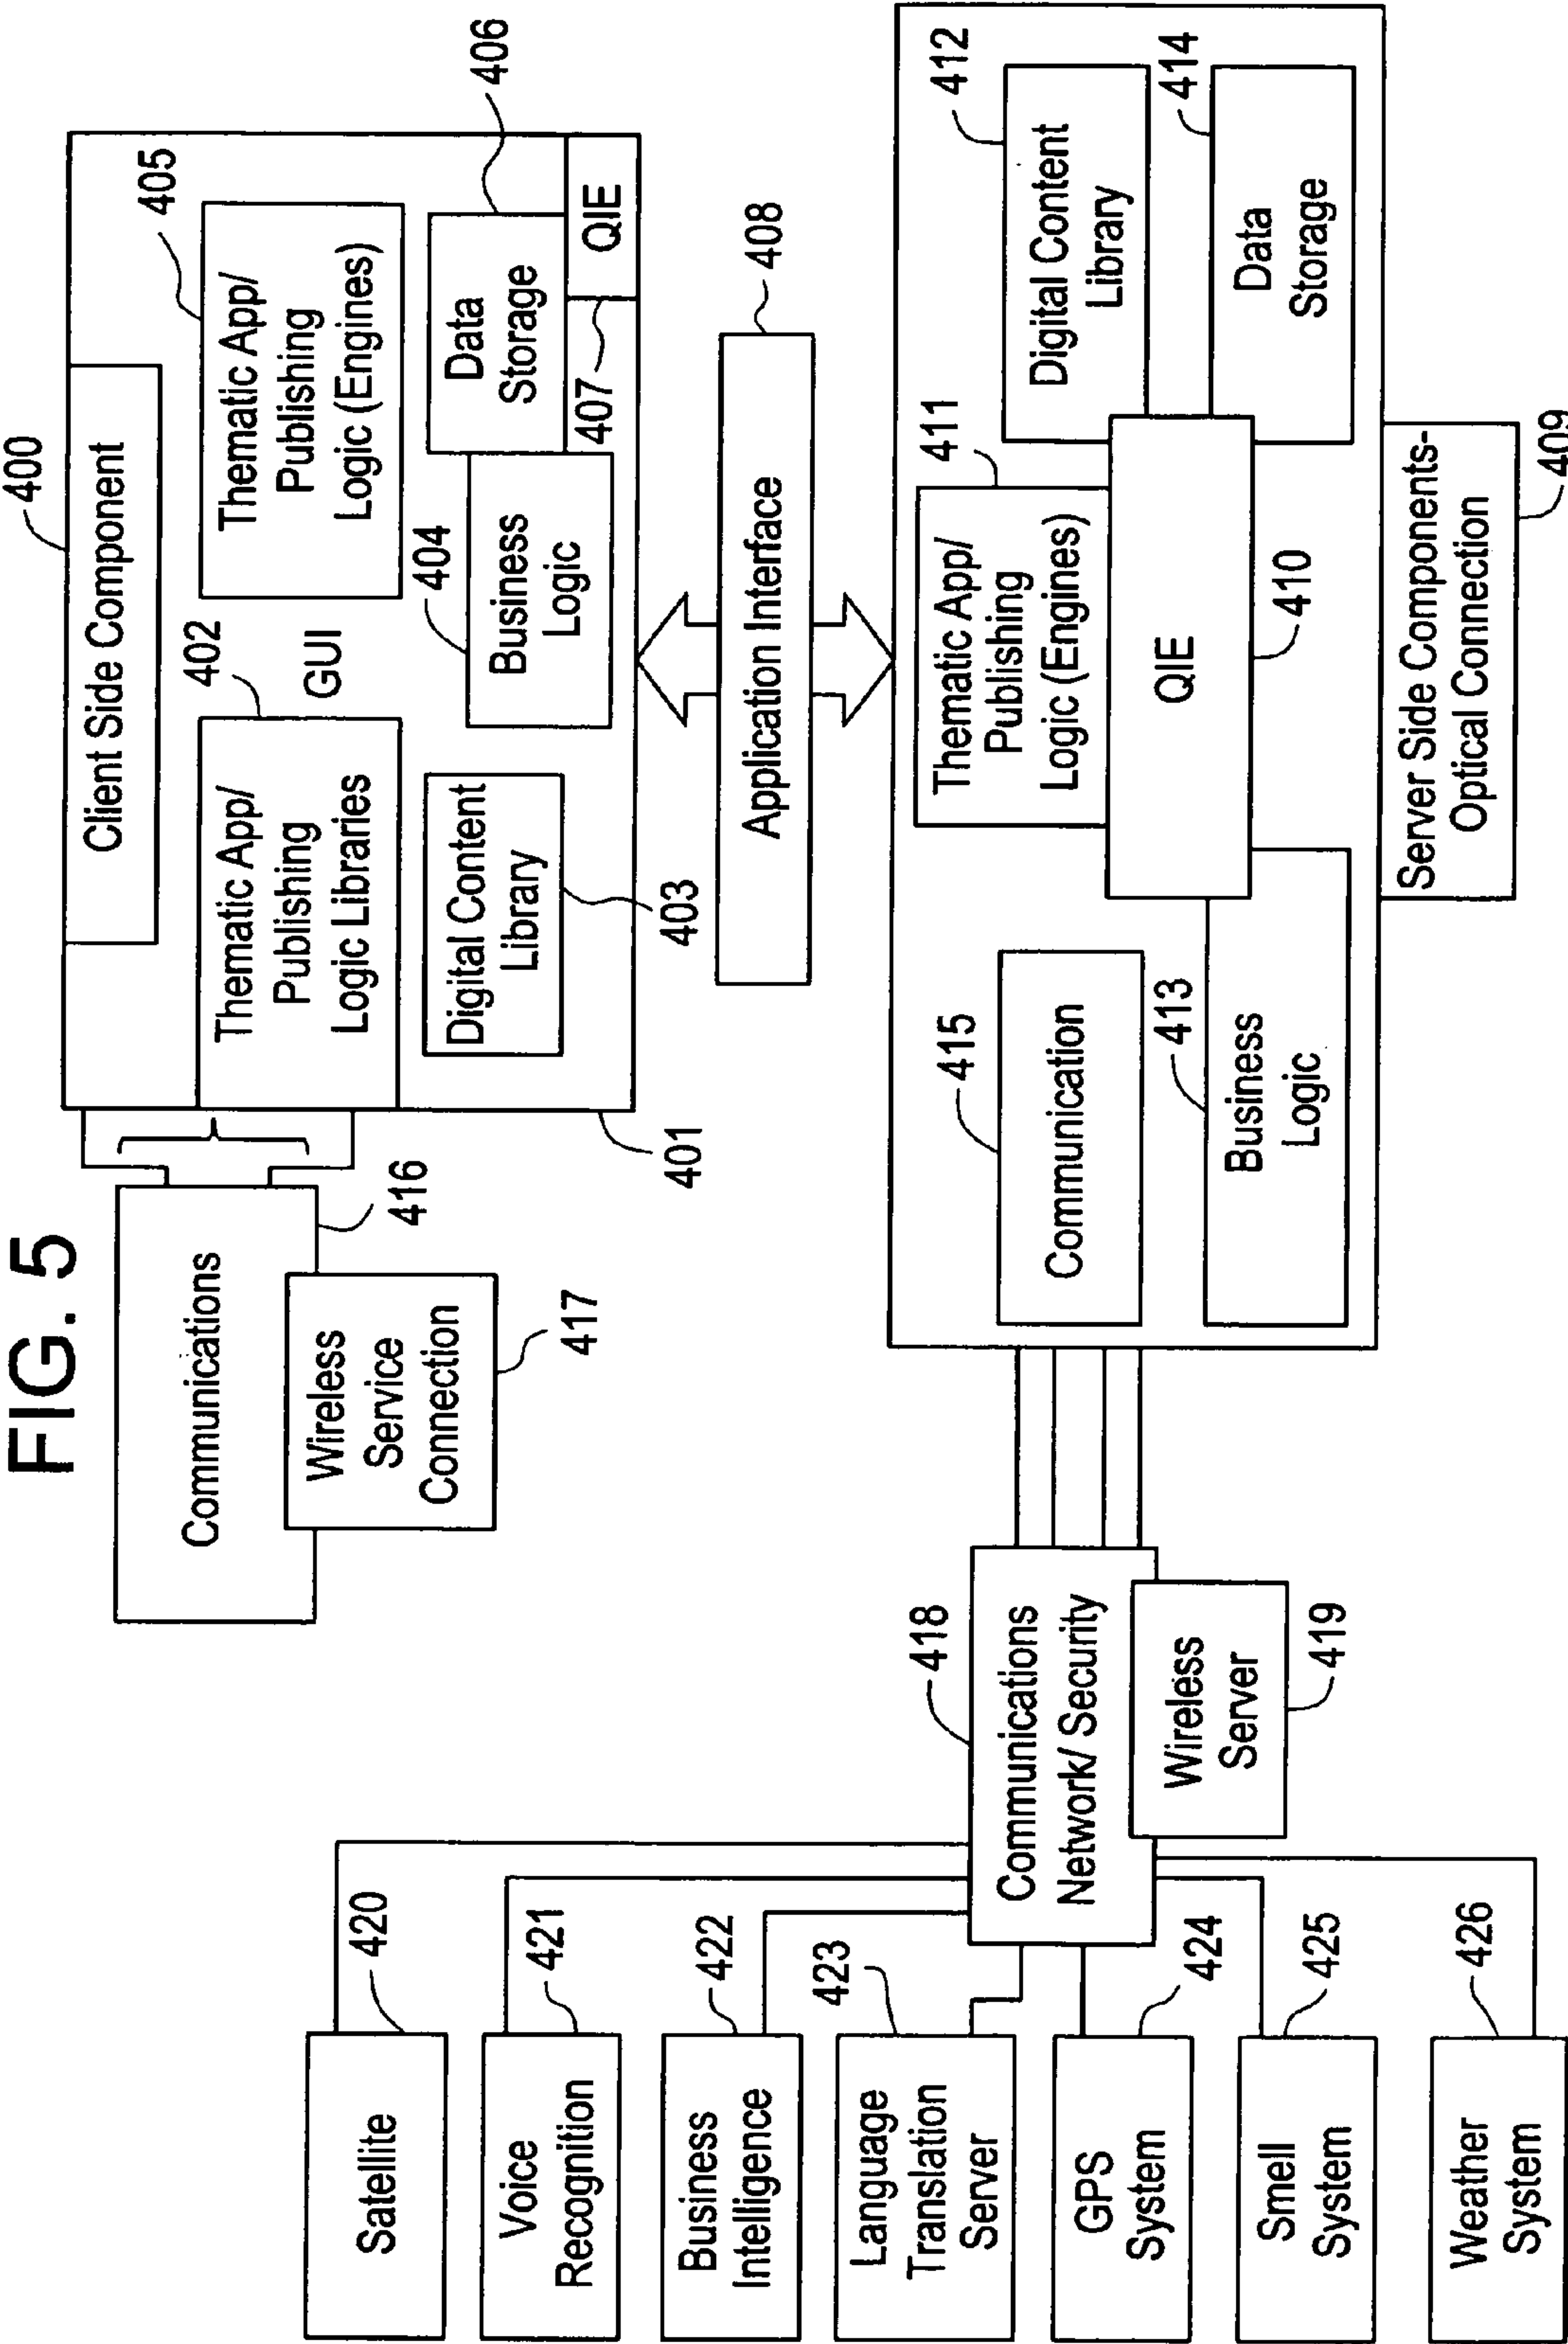 FIG. 5
400
Client Side Component
405
Thematic App/
Publishing
Logic (Engines)
402
GUI
Thematic App/
Publishing
Logic Libraries
406
Data
Storage
QIE
407
404
Business
Logic
Digital Content
Library
403
401
Communications
416
Wireless
Service
Connection
417
Application Interface
408
412
Digital Content
Library
414
Data
Storage
411
Thematic App/
Publishing
Logic (Engines)
QIE
410
415
Communication
413
Business
Logic
Server Side Components-
Optical Connection
409
418
Communications
Network/ Security
Wireless
Server
419
420
Satellite
421
Voice
Recognition
422
Business
Intelligence
423
Language
Translation
Server
424
GPS
System
425
Smell
System
426
Weather
System